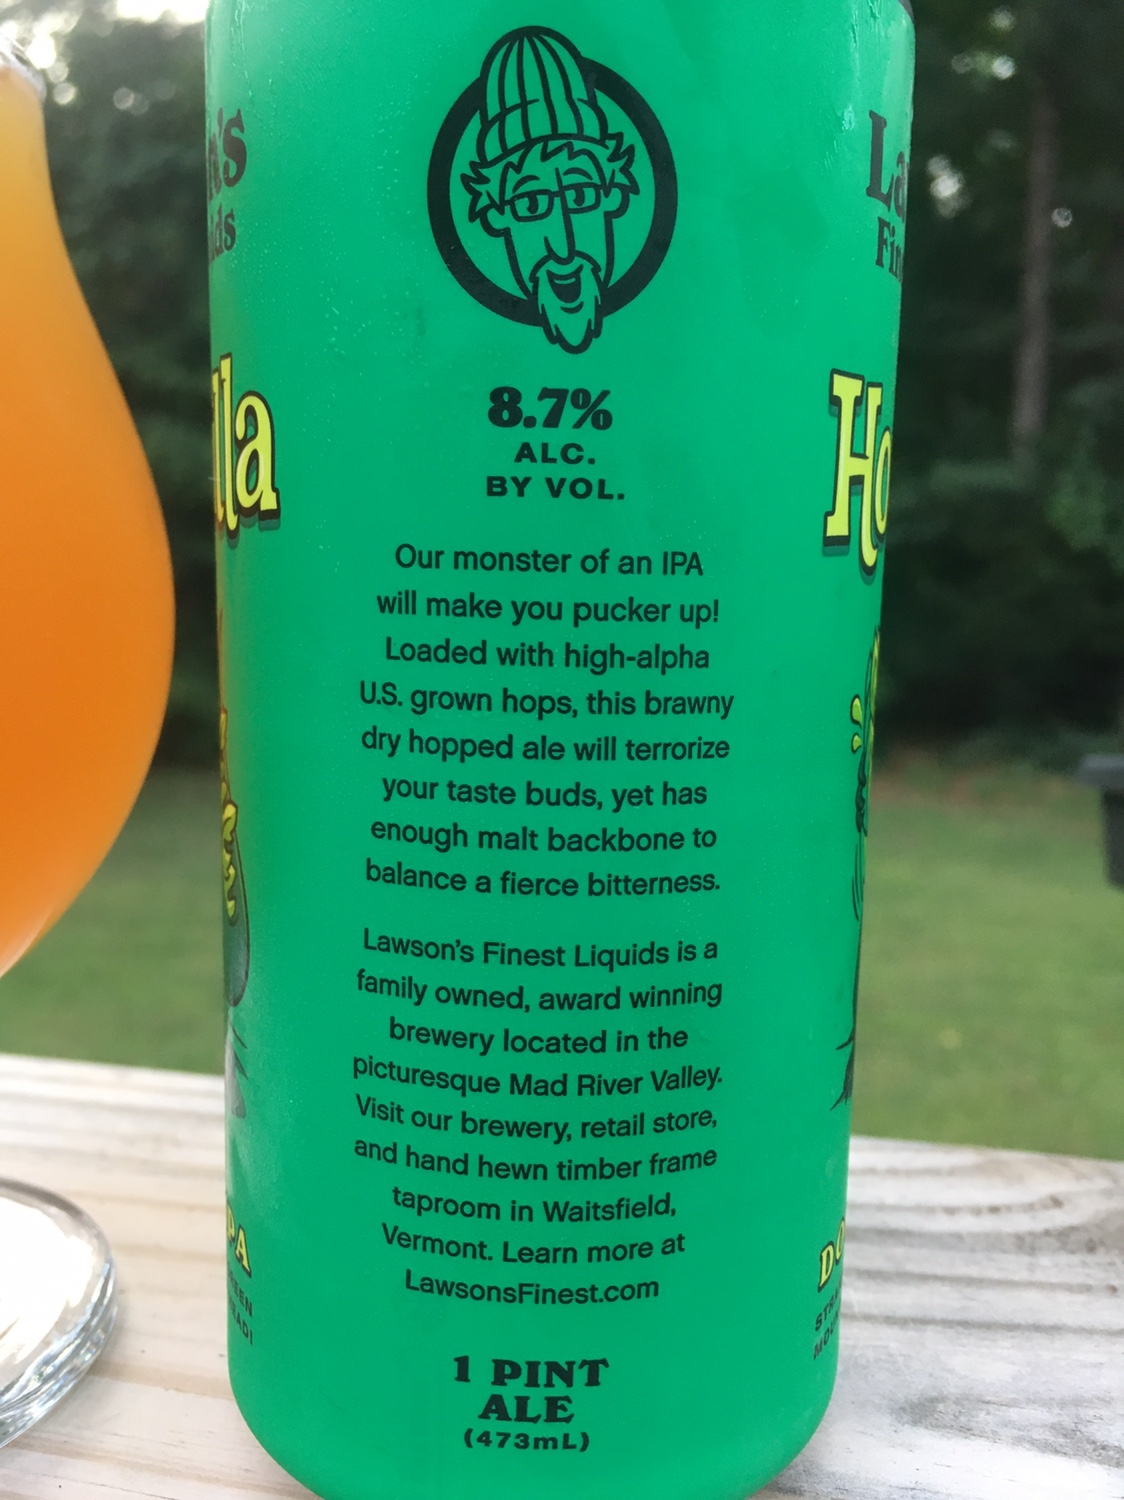 8.7%
ALC.
BY VOL.
Our monster of an IPA
will make you pucker up!
Loaded with high-alpha
U.S. grown hops, this brawny
dry hopped ale will terrorize
your taste buds, yet has
enough malt backbone to
balance a fierce bitterness.
Lawson's Finest Liquids is a
family owned, award winning
brewery located in the
picturesque Mad River Valley.
Visit our brewery, retail store,
and hand hewn timber frame
taproom in Waitsfield,
Vermont. Learn more at
LawsonsFinest.com
1 PINT
ALE
(473mL)